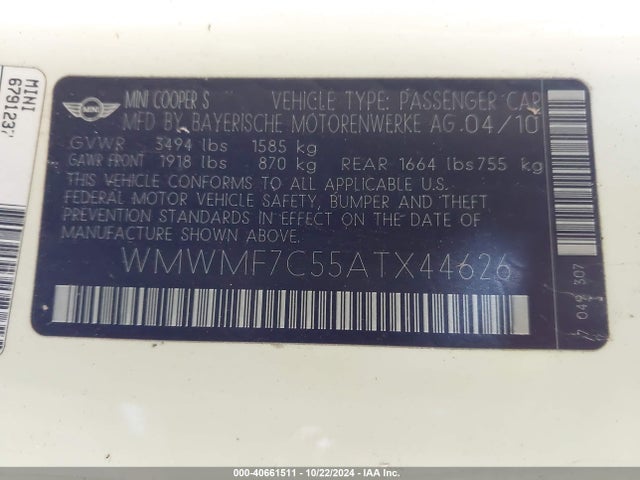 MINI COOPER S VEHICLE TYPE: PASSENGER CAR
MFD BY BAYERISCHE MOTORENWERKE AG 04/10
GVWR 3494 lbs 1585 kg
GAWR FRONT 1918 lbs 870 kg REAR 1664 lbs 755 kg
THIS VEHICLE CONFORMS TO ALL APPLICABLE U.S.
FEDERAL MOTOR VEHICLE SAFETY, BUMPER AND THEFT
PREVENTION STANDARDS IN EFFECT ON THE DATE OF
MANUFACTURE SHOWN ABOVE.
WMWMF7C55ATX44626
7 049 307
MINI
MINI
679123
000-40661511 - 10/22/2024 - IAA Inc.